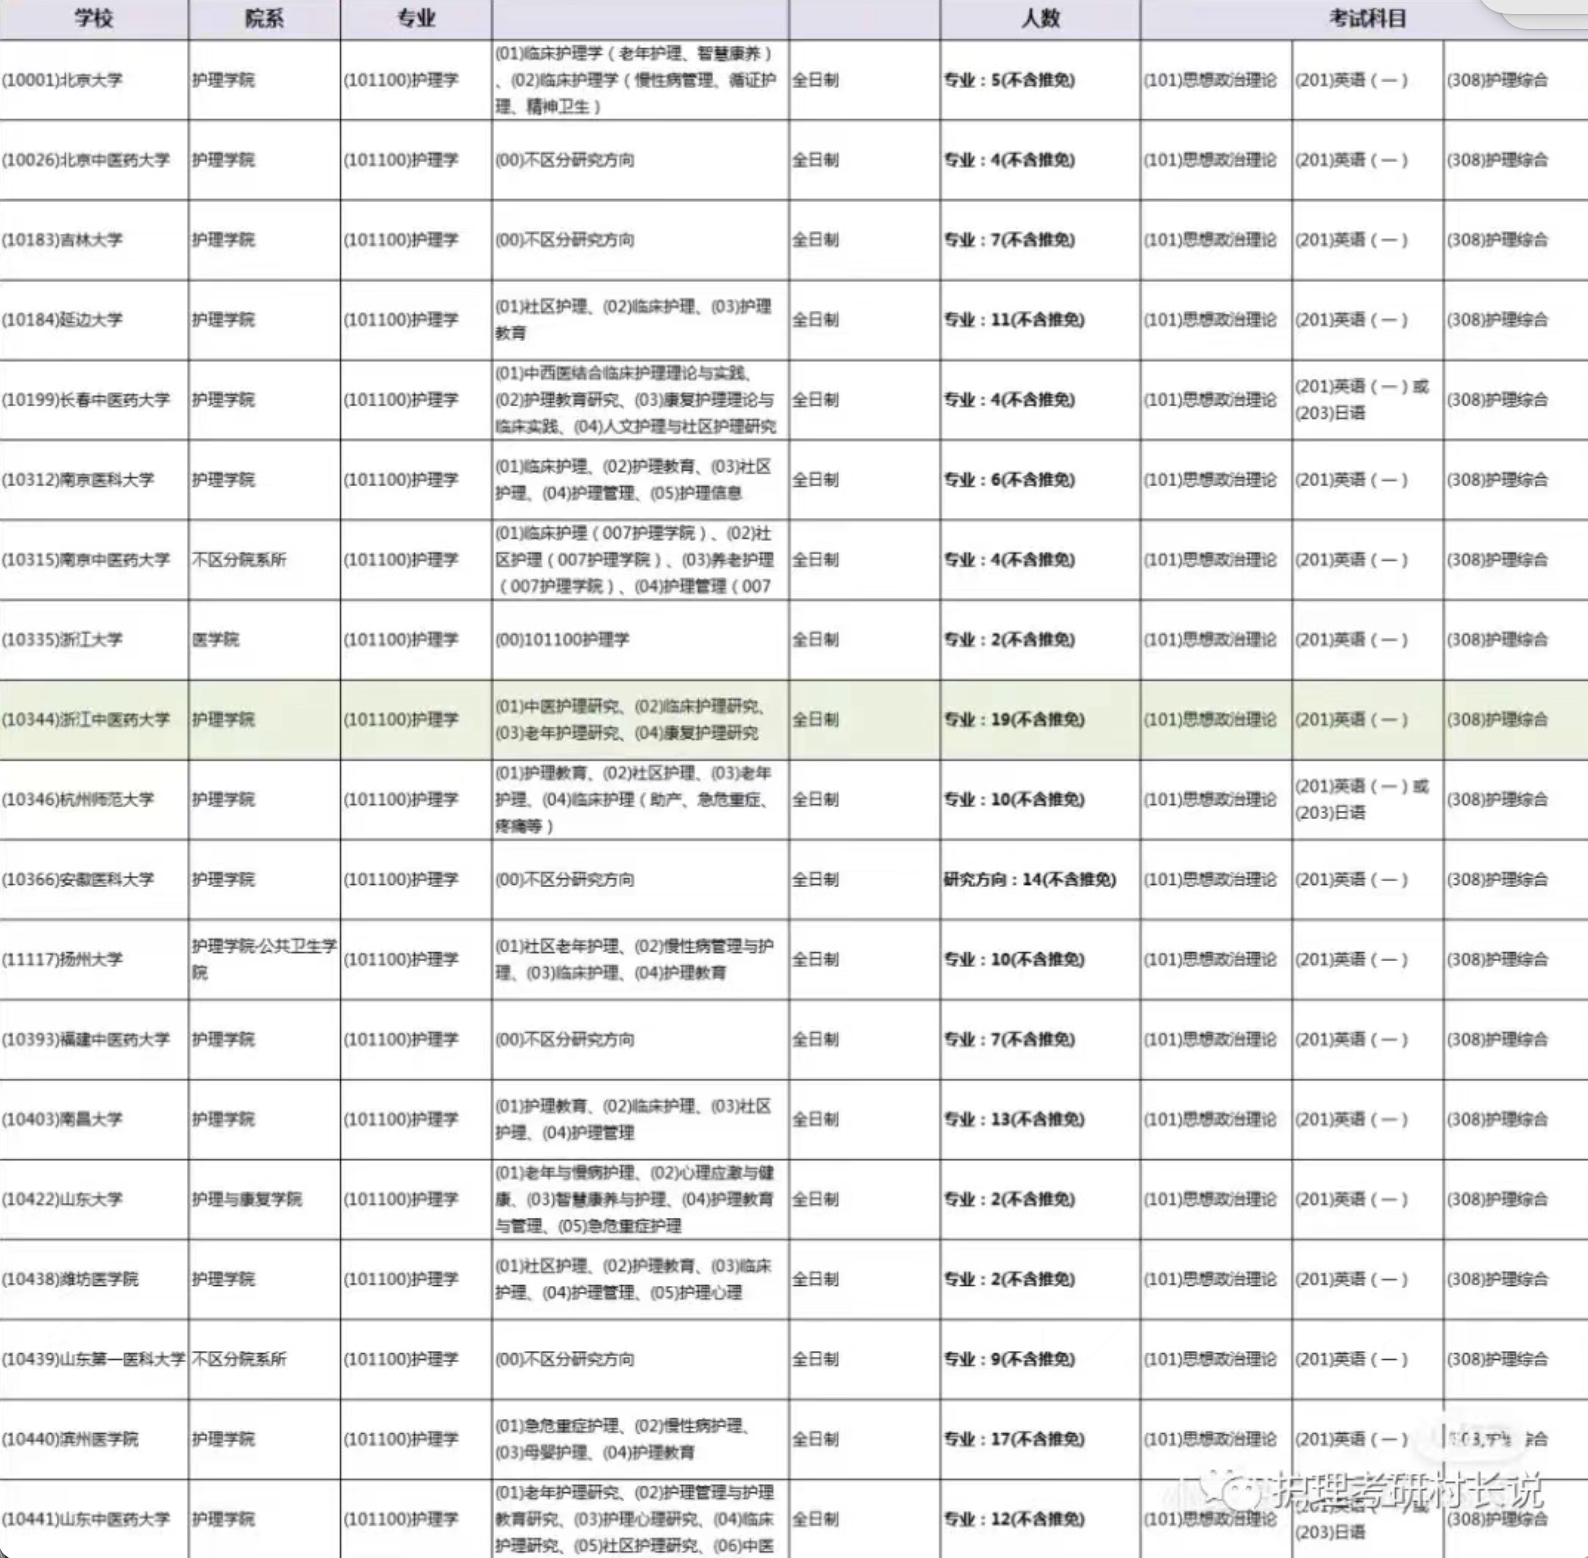 学校 院系 专业 人数 考试科目
(01)临床护理学（老年护理、智慧康养）
(10001)北京大学 护理学院 (101100)护理学 、(02)临床护理学（慢性病管理、循证护 全日制 专业：5(不含推免) (101)思想政治理论 (201)英语（一） (308)护理综合
理、精神卫生）
(10026)北京中医药大学 护理学院 (101100)护理学 (00)不区分研究方向 全日制 专业：4(不含推免) (101)思想政治理论 (201)英语（一） (308)护理综合
(10183)吉林大学 护理学院 (101100)护理学 (00)不区分研究方向 全日制 专业：7(不含推免) (101)思想政治理论 (201)英语（一） (308)护理综合
(01)社区护理、(02)临床护理、(03)护理
(10184)延边大学 护理学院 (101100)护理学 全日制 专业：11(不含推免) (101)思想政治理论 (201)英语（一） (308)护理综合
教育
(01)中西医结合临床护理理论与实践、
(201)英语（一）或
(10199)长春中医药大学 护理学院 (101100)护理学 (02)护理教育研究、(03)康复护理理论与 全日制 专业：4(不含推免) (101)思想政治理论 (308)护理综合
(203)日语
临床实践、(04)人文护理与社区护理研究
(01)临床护理、(02)护理教育、(03)社区
(10312)南京医科大学 护理学院 (101100)护理学 全日制 专业：6(不含推免) (101)思想政治理论 (201)英语（一） (308)护理综合
护理、(04)护理管理、(05)护理信息
(01)临床护理（007护理学院）、(02)社
(10315)南京中医药大学 不区分院系所 (101100)护理学 区护理（007护理学院）、(03)养老护理 全日制 专业：4(不含推免) (101)思想政治理论 (201)英语（一） (308)护理综合
（007护理学院）、(04)护理管理（007
(10335)浙江大学 医学院 (101100)护理学 (00)101100护理学 全日制 专业：2(不含推免) (101)思想政治理论 (201)英语（一） (308)护理综合
(01)中医护理研究、(02)临床护理研究、
(10344)浙江中医药大学 护理学院 (101100)护理学 全日制 专业：19(不含推免) (101)思想政治理论 (201)英语（一） (308)护理综合
(03)老年护理研究、(04)康复护理研究
(01)护理教育、(02)社区护理、(03)老年
(201)英语（一）或
(10346)杭州师范大学 护理学院 (101100)护理学 护理、(04)临床护理（助产、急危重症、 全日制 专业：10(不含推免) (101)思想政治理论 (308)护理综合
(203)日语
疼痛等）
(10366)安徽医科大学 护理学院 (101100)护理学 (00)不区分研究方向 全日制 研究方向：14(不含推免) (101)思想政治理论 (201)英语（一） (308)护理综合
护理学院·公共卫生学 (01)社区老年护理、(02)慢性病管理与护
(11117)扬州大学 (101100)护理学 全日制 专业：10(不含推免) (101)思想政治理论 (201)英语（一） (308)护理综合
院 理、(03)临床护理、(04)护理教育
(10393)福建中医药大学 护理学院 (101100)护理学 (00)不区分研究方向 全日制 专业：7(不含推免) (101)思想政治理论 (201)英语（一） (308)护理综合
(01)护理教育、(02)临床护理、(03)社区
(10403)南昌大学 护理学院 (101100)护理学 全日制 专业：13(不含推免) (101)思想政治理论 (201)英语（一） (308)护理综合
护理、(04)护理管理
(01)老年与慢病护理、(02)心理应激与健
(10422)山东大学 护理与康复学院 (101100)护理学 康、(03)智慧康养与护理、(04)护理教育 全日制 专业：2(不含推免) (101)思想政治理论 (201)英语（一） (308)护理综合
与管理、(05)急危重症护理
(01)社区护理、(02)护理教育、(03)临床
(10438)潍坊医学院 护理学院 (101100)护理学 全日制 专业：2(不含推免) (101)思想政治理论 (201)英语（一） (308)护理综合
护理、(04)护理管理、(05)护理心理
(10439)山东第一医科大学 不区分院系所 (101100)护理学 (00)不区分研究方向 全日制 专业：9(不含推免) (101)思想政治理论 (201)英语（一） (308)护理综合
(01)急危重症护理、(02)慢性病护理、
(10440)滨州医学院 护理学院 (101100)护理学 全日制 专业：17(不含推免) (101)思想政治理论 (201)英语（一） 综合
(03)母婴护理、(04)护理教育
(01)老年护理研究、(02)护理管理与护理
护理考研村长说
(10441)山东中医药大学 护理学院 (101100)护理学 教育研究、(03)护理心理研究、(04)临床 全日制 专业：12(不含推免) (101)思想政治理论 (201)英语（一）或 (308)护理综合
(203)日语
护理研究、(05)社区护理研究、(06)中医